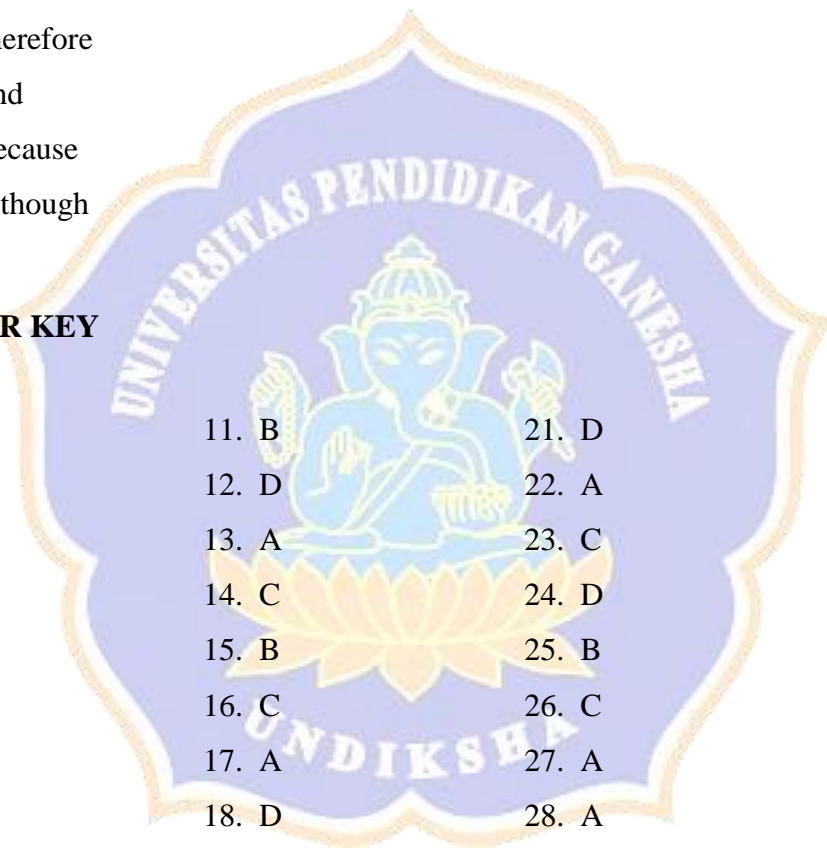 herefore
nd
ecause
though
R KEY
UNIVERSITAS PENDIDIKAN GANESHA
11. B 21. D
12. D 22. A
13. A 23. C
14. C 24. D
15. B 25. B
16. C 26. C
17. A 27. A
18. D 28. A
UNDIKSHA